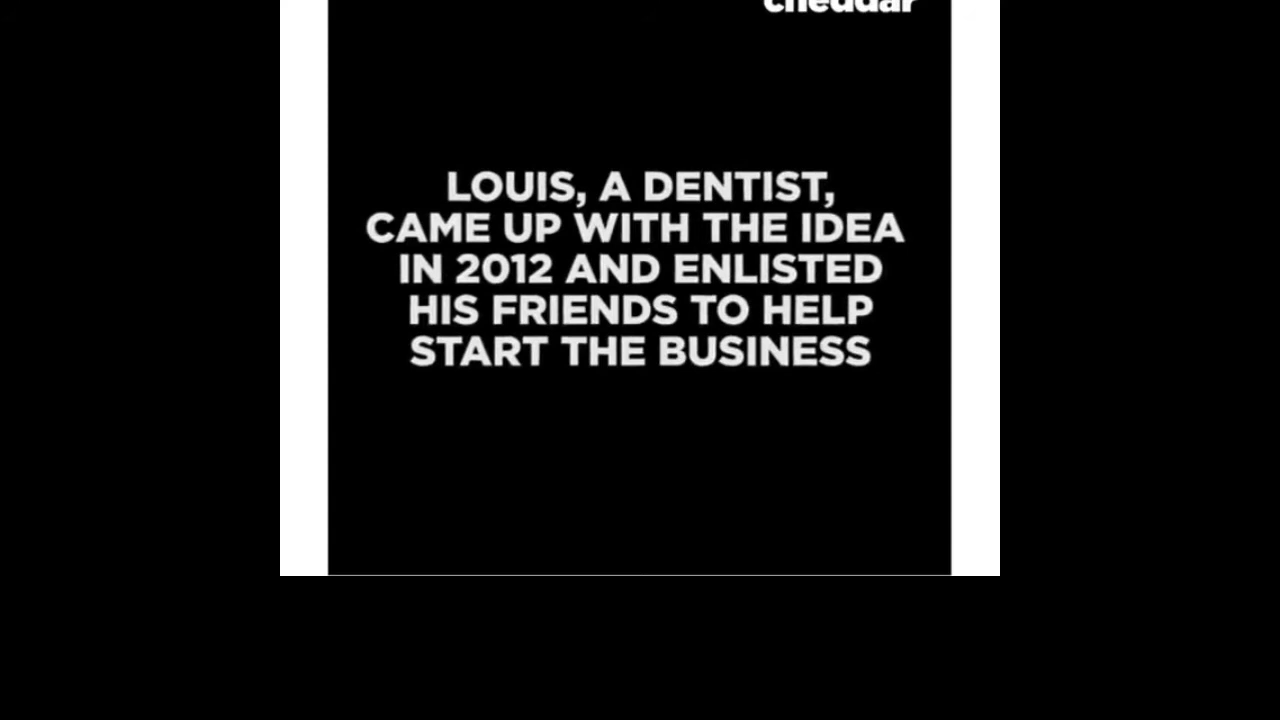 cheddar
LOUIS, A DENTIST,
CAME UP WITH THE IDEA
IN 2012 AND ENLISTED
HIS FRIENDS TO HELP
START THE BUSINESS